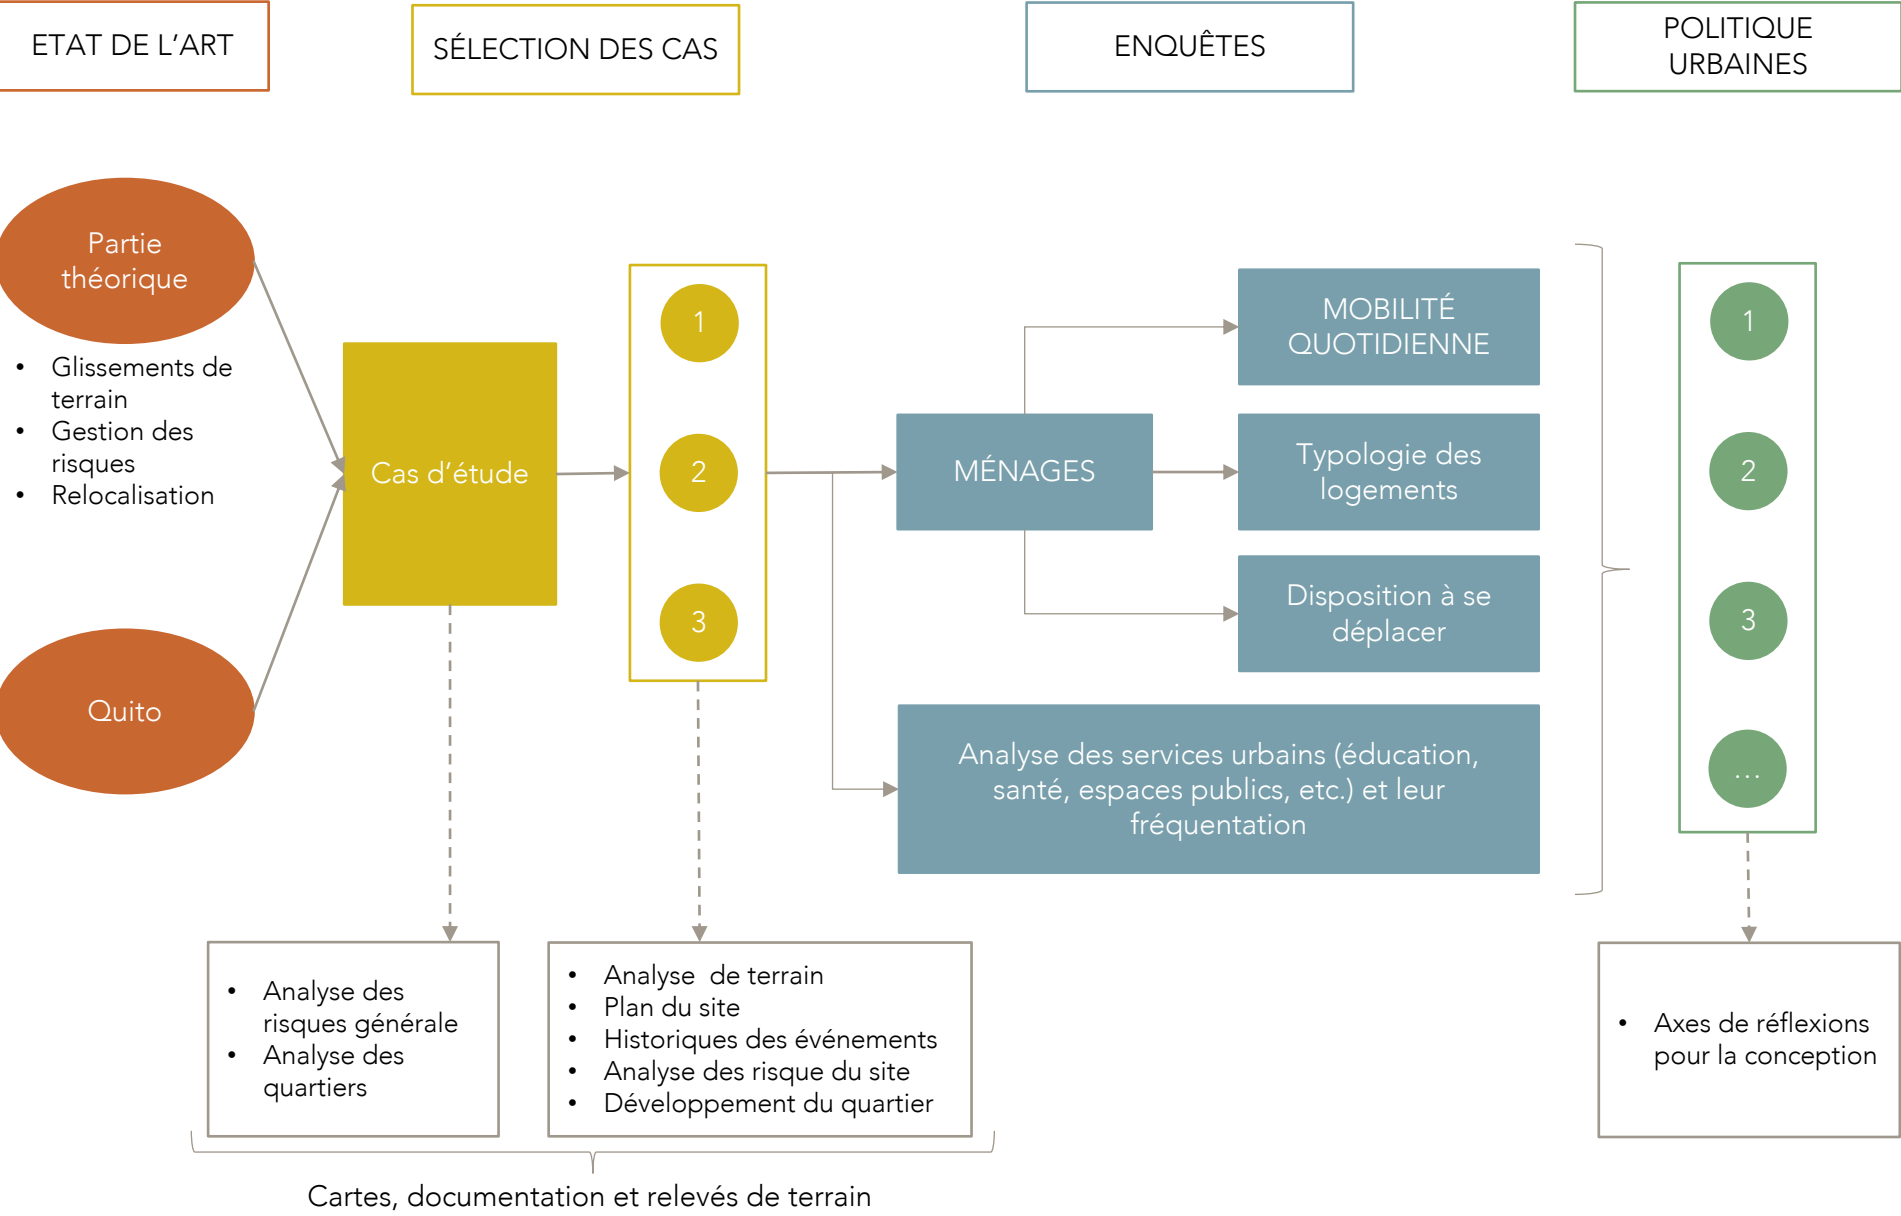 ETAT DE L'ART
SÉLECTION DES CAS
ENQUÊTES
POLITIQUE
URBAINES
Partie
théorique
• Glissements de
terrain
• Gestion des
risques
• Relocalisation
Quito
Cas d'étude
1
2
3
MÉNAGES
MOBILITÉ
QUOTIDIENNE
Typologie des
logements
Disposition à se
déplacer
Analyse des services urbains (éducation,
santé, espaces publics, etc.) et leur
fréquentation
1
2
3
...
• Analyse des
risques générale
• Analyse des
quartiers
• Analyse de terrain
• Plan du site
• Historiques des événements
• Analyse des risque du site
• Développement du quartier
• Axes de réflexions
pour la conception
Cartes, documentation et relevés de terrain